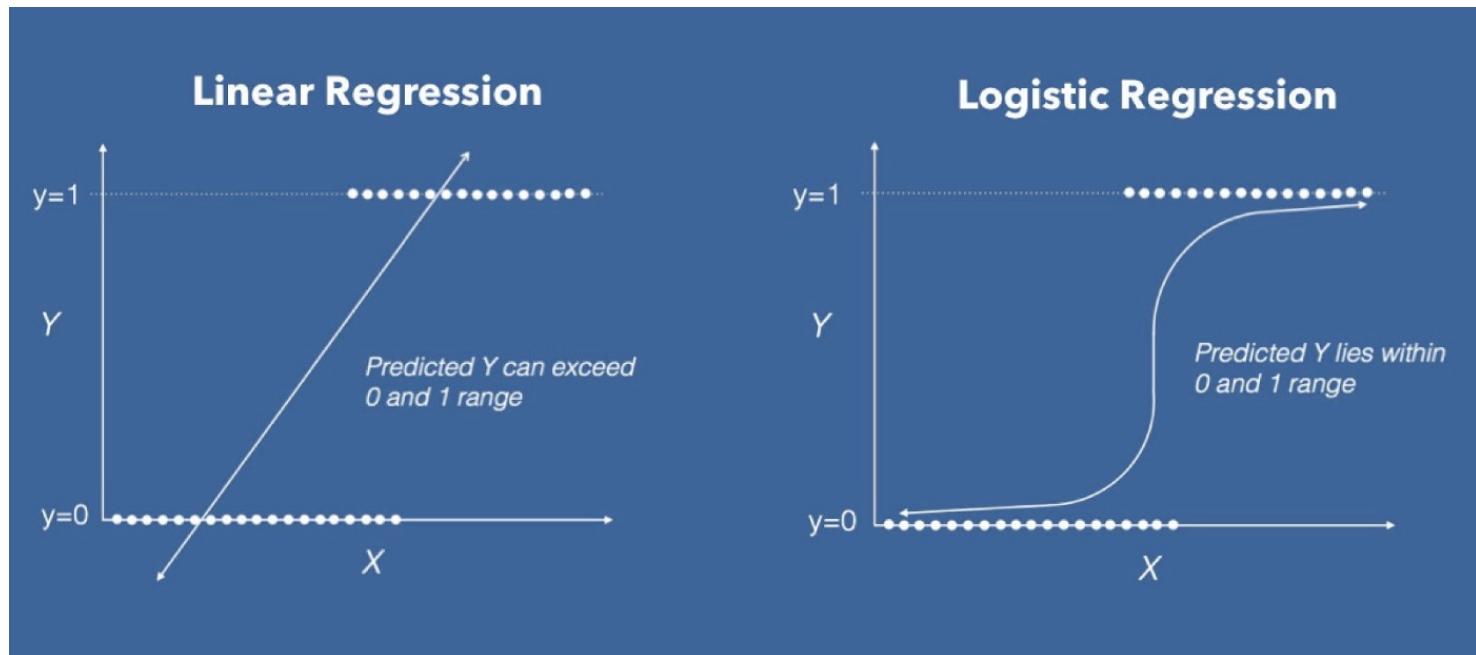 Linear Regression
y=1
Y
Predicted Y can exceed
0 and 1 range
y=0
X
Logistic Regression
y=1
Y
Predicted Y lies within
0 and 1 range
y=0
X